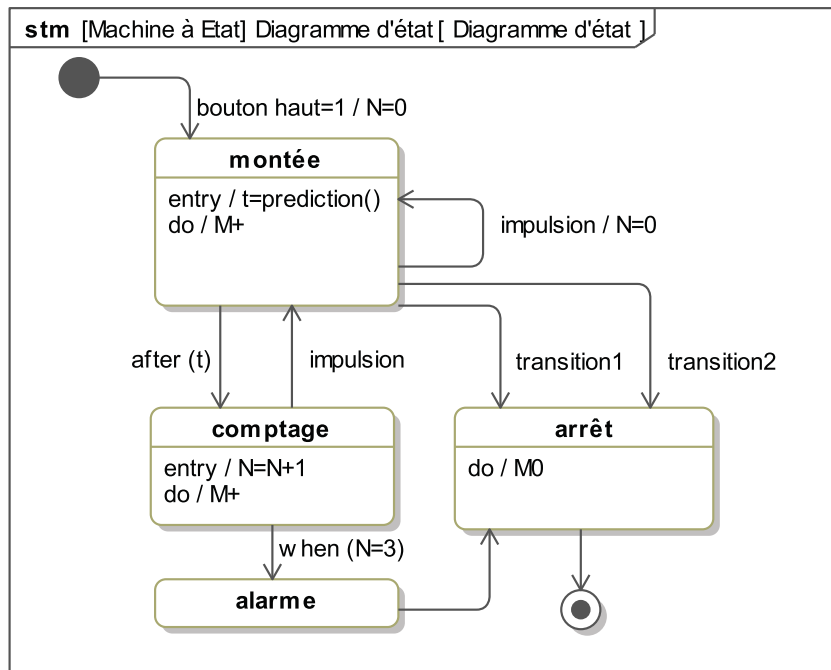 stm [Machine à Etat] Diagramme d'état [ Diagramme d'état ]
bouton haut=1 / N=0
montée
entry / t=prediction()
do / M+
impulsion / N=0
after (t)
impulsion
transition1
transition2
comptage
entry / N=N+1
do / M+
arrêt
do / M0
when (N=3)
alarme